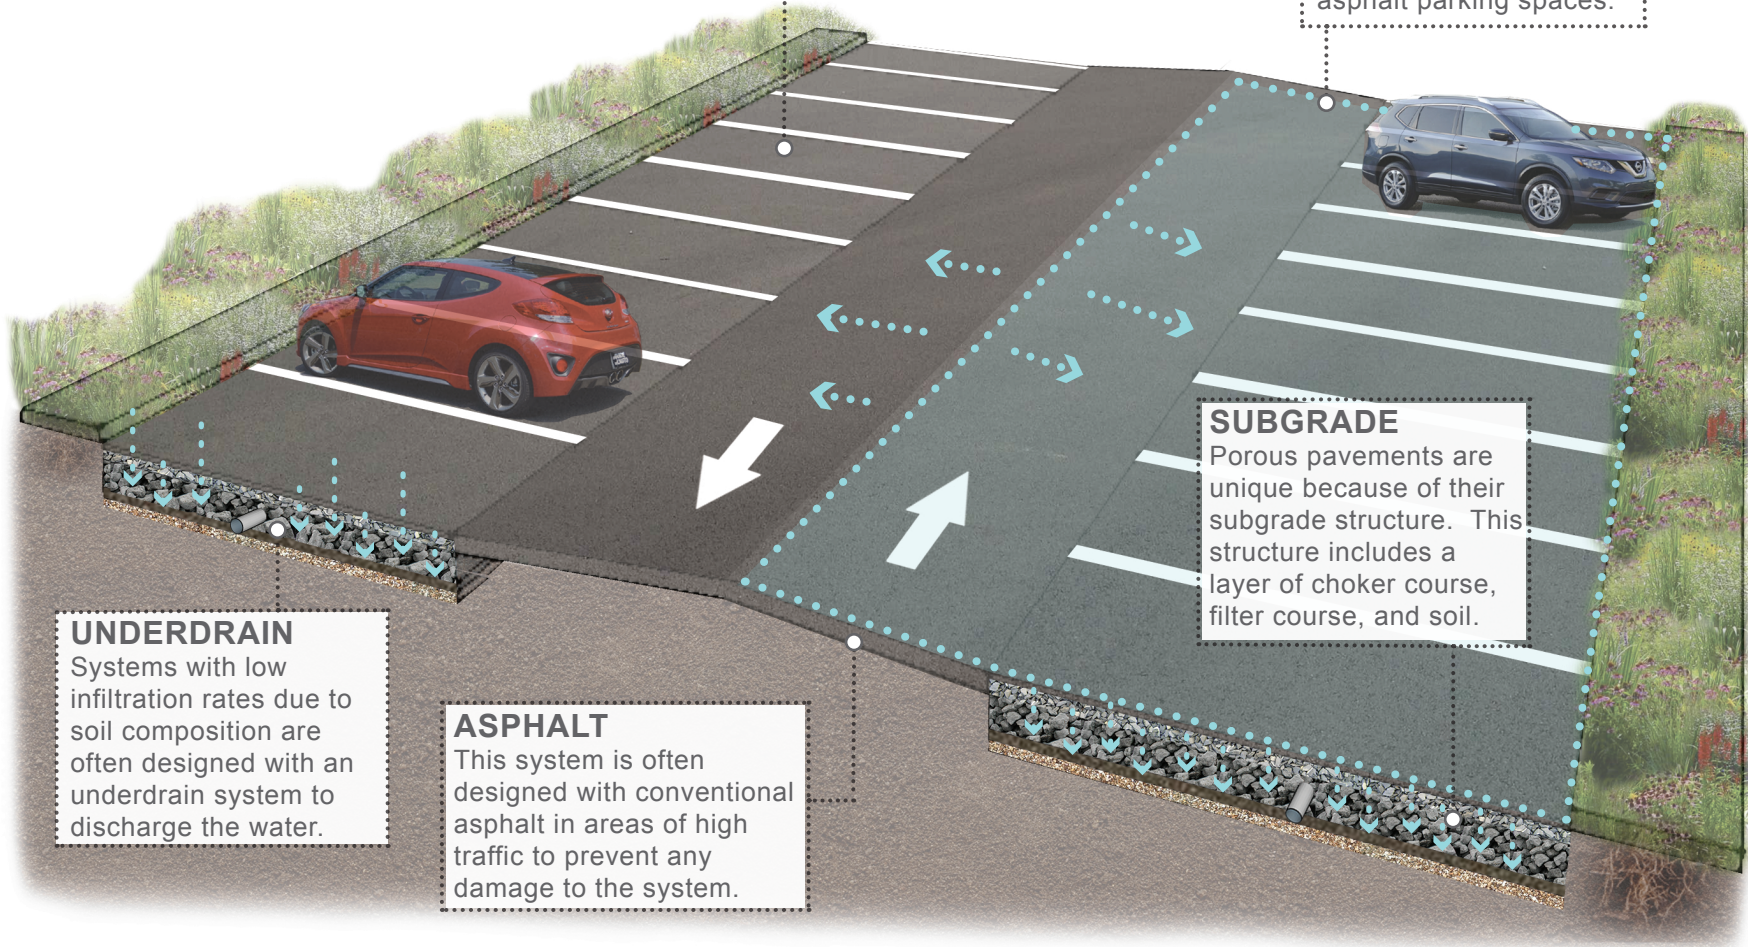 asphalt parking spaces.
SUBGRADE
Porous pavements are
unique because of their
subgrade structure.  This
structure includes a
layer of choker course,
filter course, and soil.
UNDERDRAIN
Systems with low
infiltration rates due to
soil composition are
often designed with an
underdrain system to
discharge the water.
ASPHALT
This system is often
designed with conventional
asphalt in areas of high
traffic to prevent any
damage to the system.